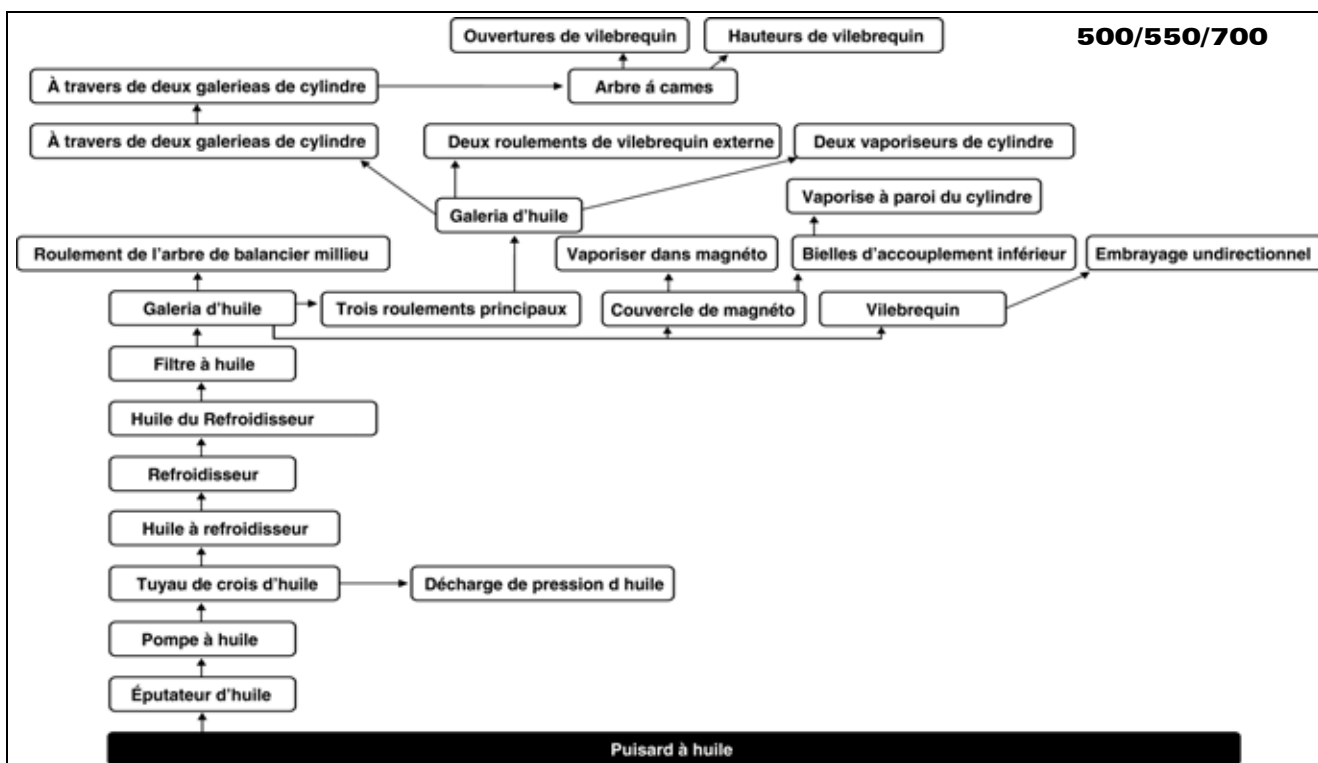 Ouvertures de vilebrequin
Hauteurs de vilebrequin
500/550/700
À travers de deux galerieas de cylindre
Arbre á cames
À travers de deux galerieas de cylindre
Deux roulements de vilebrequin externe
Deux vaporiseurs de cylindre
Vaporise à paroi du cylindre
Galeria d'huile
Roulement de l'arbre de balancier millieu
Vaporiser dans magnéto
Bielles d'accouplement inférieur
Embrayage undirectionnel
Galeria d'huile
Trois roulements principaux
Couvercle de magnéto
Vilebrequin
Filtre à huile
Huile du Refroidisseur
Refroidisseur
Huile à refroidisseur
Tuyau de crois d'huile
Décharge de pression d huile
Pompe à huile
Éputateur d'huile
Puisard à huile